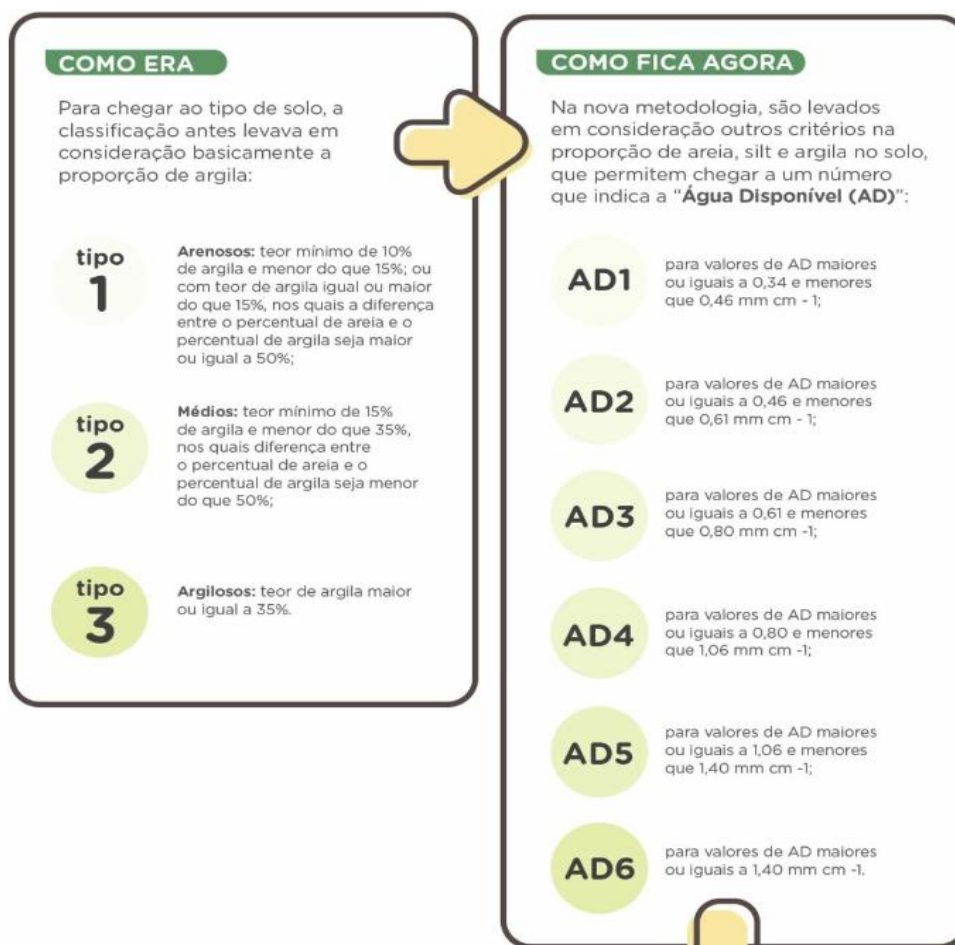 COMO ERA
Para chegar ao tipo de solo, a
classificação antes levava em
consideração basicamente a
proporção de argila:
tipo
1
Arenosos: teor mínimo de 10%
de argila e menor do que 15%; ou
com teor de argila igual ou maior
do que 15%, nos quais a diferença
entre o percentual de areia e o
percentual de argila seja maior
ou igual a 50%;
tipo
2
Médios: teor mínimo de 15%
de argila e menor do que 35%,
nos quais diferença entre
o percentual de areia e o
percentual de argila seja menor
do que 50%;
tipo
3
Argilosos: teor de argila maior
ou igual a 35%.
COMO FICA AGORA
Na nova metodologia, são levados
em consideração outros critérios na
proporção de areia, silt e argila no solo,
que permitem chegar a um número
que indica a “Água Disponível (AD)”:
AD1
para valores de AD maiores
ou iguais a 0,34 e menores
que 0,46 mm cm - 1;
AD2
para valores de AD maiores
ou iguais a 0,46 e menores
que 0,61 mm cm - 1;
AD3
para valores de AD maiores
ou iguais a 0,61 e menores
que 0,80 mm cm -1;
AD4
para valores de AD maiores
ou iguais a 0,80 e menores
que 1,06 mm cm -1;
AD5
para valores de AD maiores
ou iguais a 1,06 e menores
que 1,40 mm cm -1;
AD6
para valores de AD maiores
ou iguais a 1,40 mm cm -1.